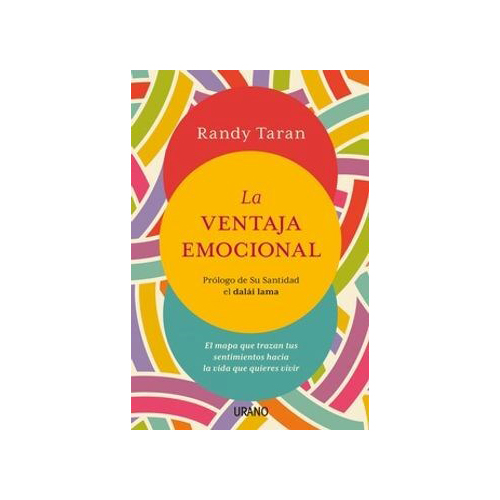 Randy Taran
La
VENTAJA
EMOCIONAL
Prólogo de Su Santidad
el dalái lama
El mapa que trazan tus
sentimientos hacia
la vida que quieres vivir
URANO